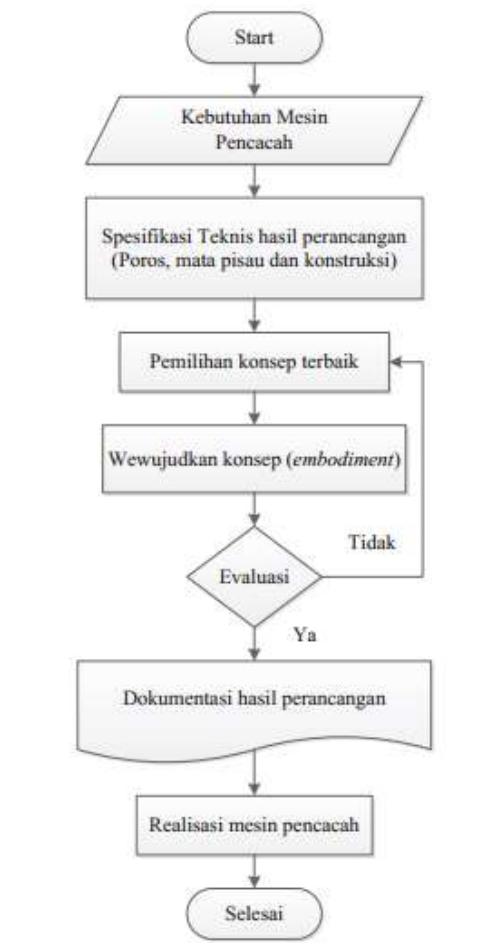 Start
Kebutuhan Mesin
Pencacah
Spesifikasi Teknis hasil perancangan
(Poros, mata pisau dan konstruksi)
Pemilihan konsep terbaik
Wewujudkan konsep (embodiment)
Evaluasi
Tidak
Ya
Dokumentasi hasil perancangan
Realisasi mesin pencacah
Selesai